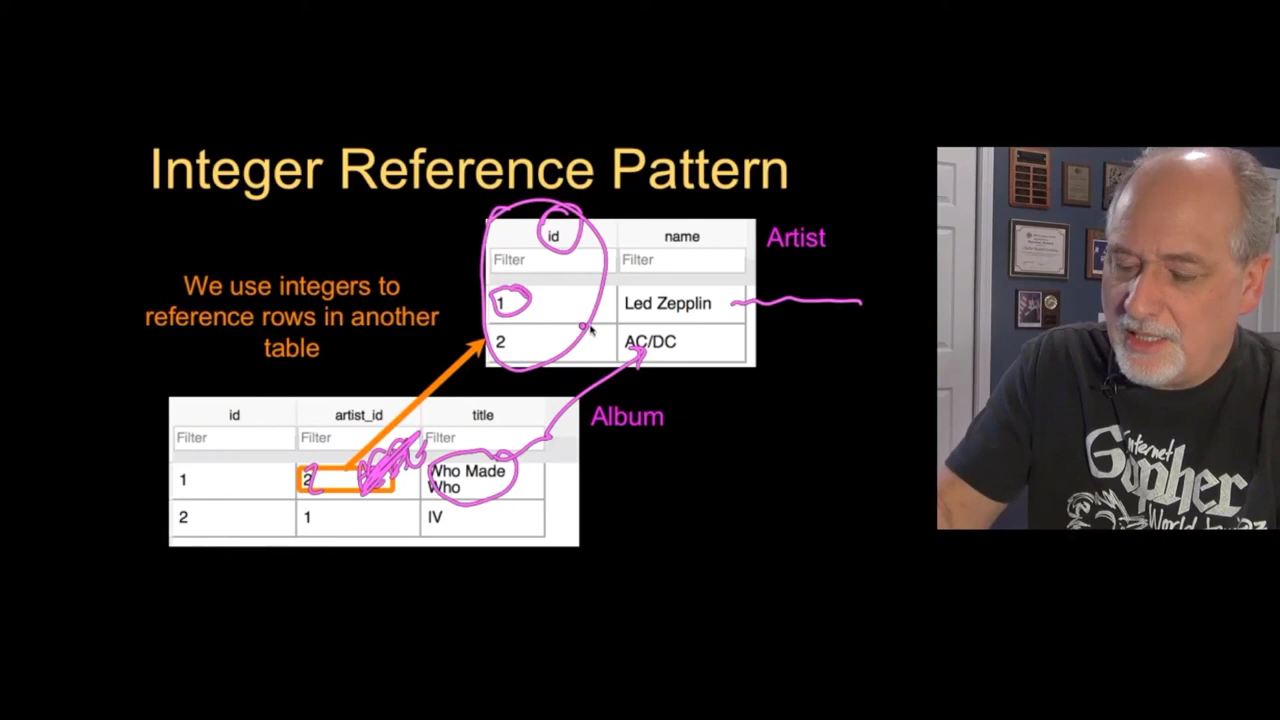 Integer Reference Pattern
id name
Filter Filter
1 Led Zepplin
2 AC/DC
Artist
We use integers to
reference rows in another
table
id artist_id title
Filter Filter Filter
1 2 Who Made
Who
2 1 IV
Album
Internet
Gopher